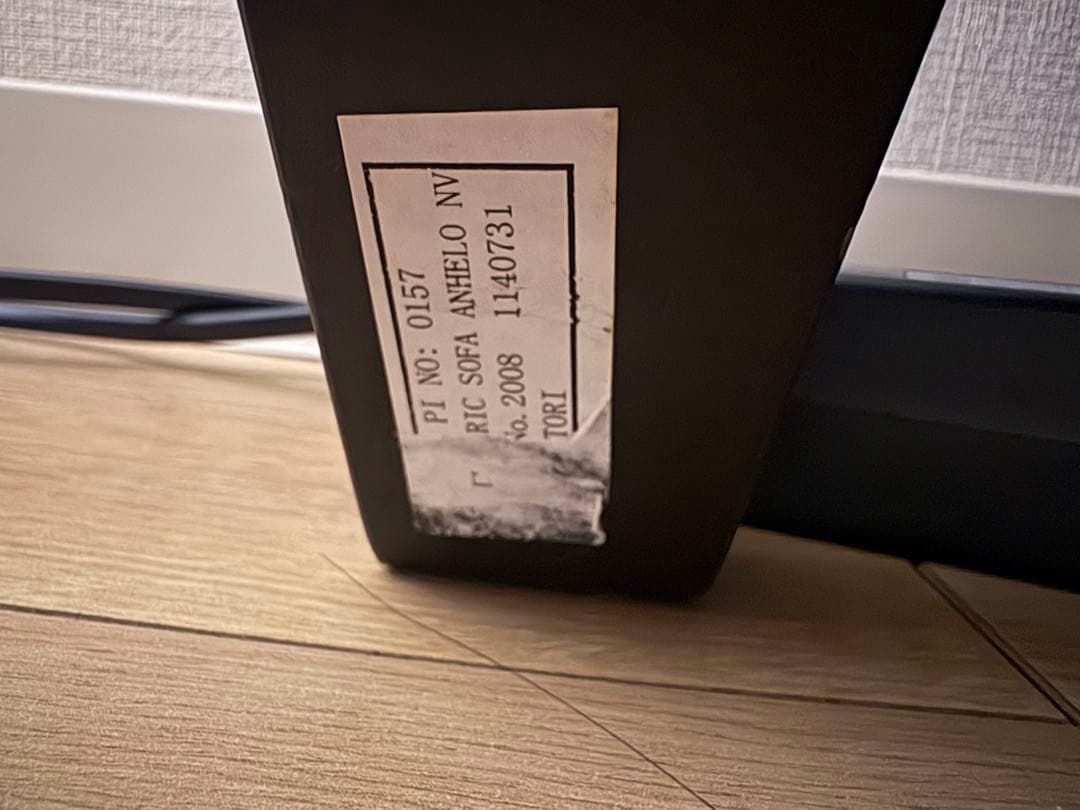 PI NO: 0157
RIC SOFA ANHELO NV
No. 2008 1140731
TORI